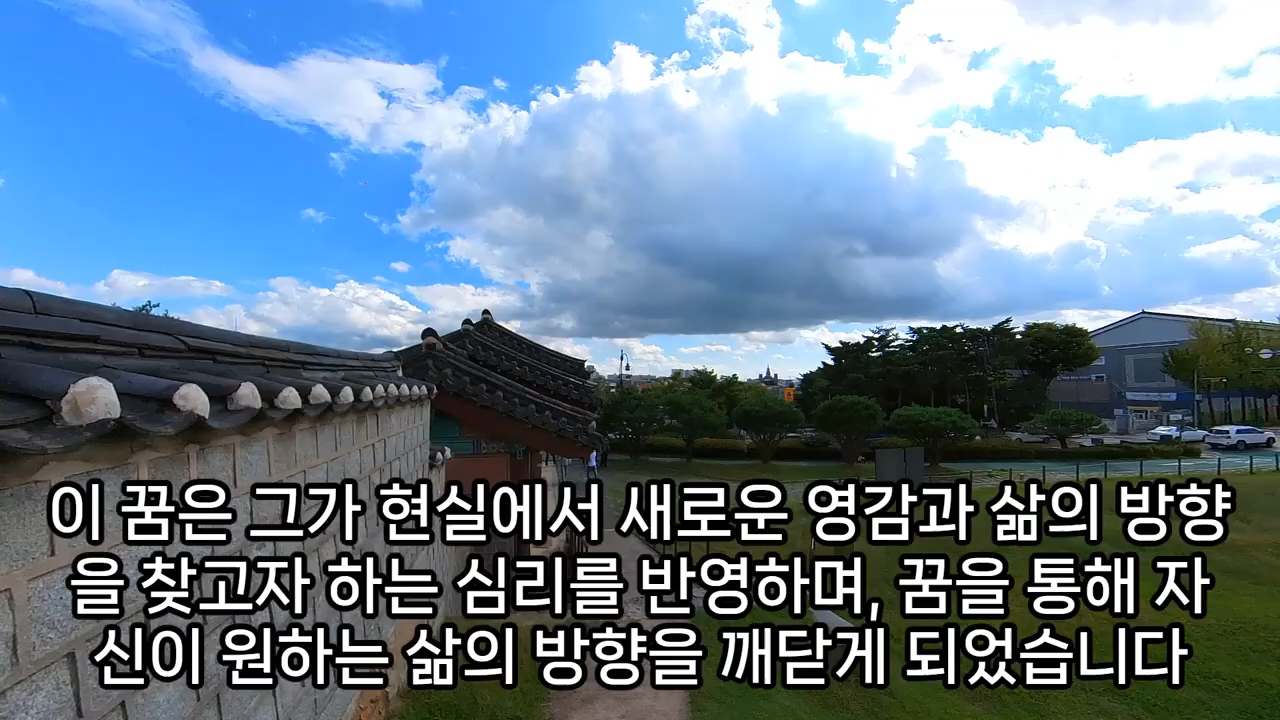 이 꿈은 그가 현실에서 새로운 영감과 삶의 방향
을 찾고자 하는 심리를 반영하며, 꿈을 통해 자
신이 원하는 삶의 방향을 깨닫게 되었습니다